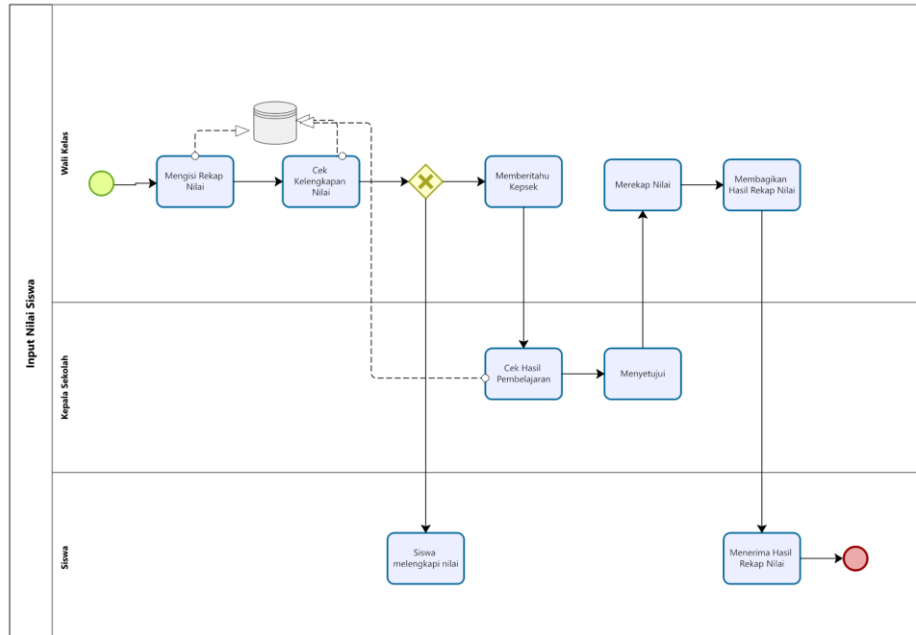 Input Nilai Siswa
Wali Kelas
Mengisi Rekap
Nilai
Cek
Kelengkapan
Nilai
Memberitahu
Kepsek
Merekap Nilai
Membagikan
Hasil Rekap Nilai
Kepala Sekolah
Cek Hasil
Pembelajaran
Menyetujui
Siswa
Siswa
melengkapi nilai
Menerima Hasil
Rekap Nilai